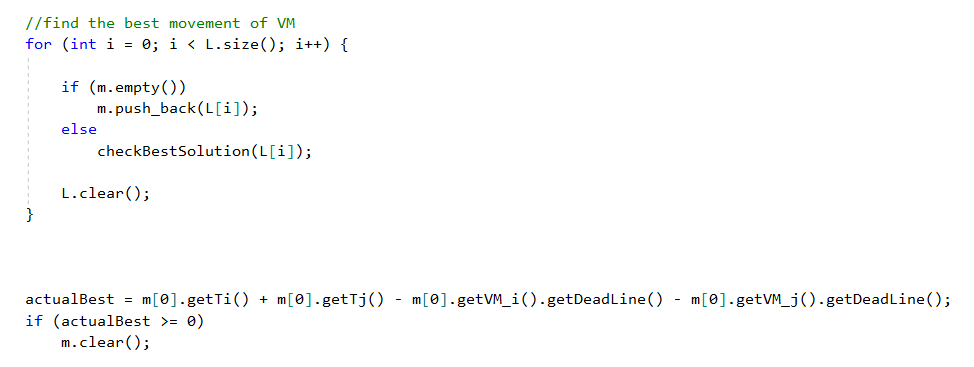 //find the best movement of VM
for (int i = 0; i < L.size(); i++) {
if (m.empty())
m.push_back(L[i]);
else
checkBestSolution(L[i]);
L.clear();
}
actualBest = m[0].getTi() + m[0].getTj() - m[0].getVM_i().getDeadLine() - m[0].getVM_j().getDeadLine();
if (actualBest >= 0)
m.clear();